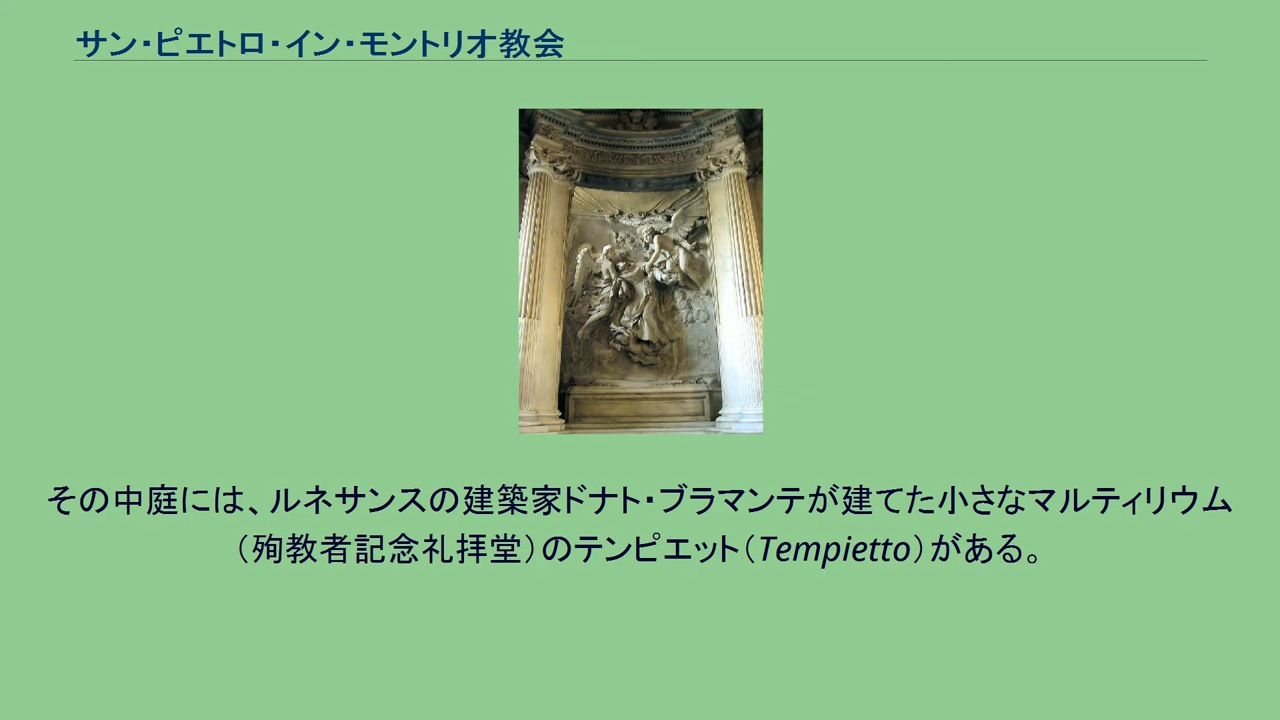 サン・ピエトロ・イン・モントリオ教会
その中庭には、ルネサンスの建築家ドナト・ブラマンテが建てた小さなマルティリウム
（殉教者記念礼拝堂）のテンピエット（Tempietto）がある。